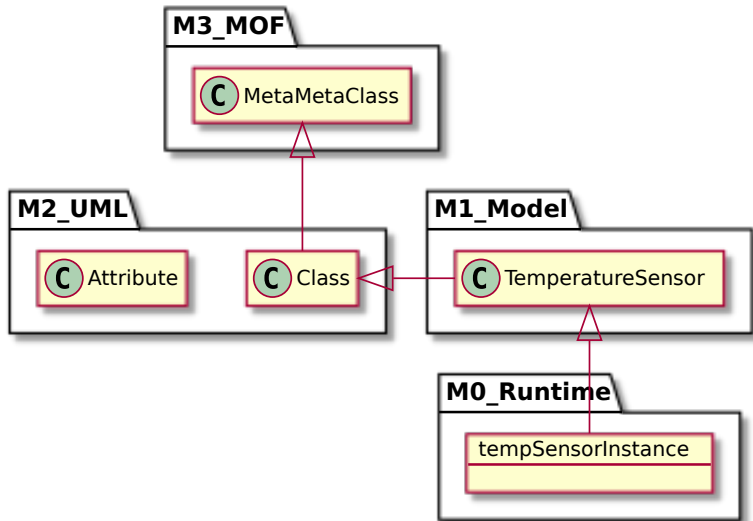 M3_MOF
C MetaMetaClass
M2_UML
C Attribute
C Class
M1_Model
C TemperatureSensor
M0_Runtime
tempSensorInstance